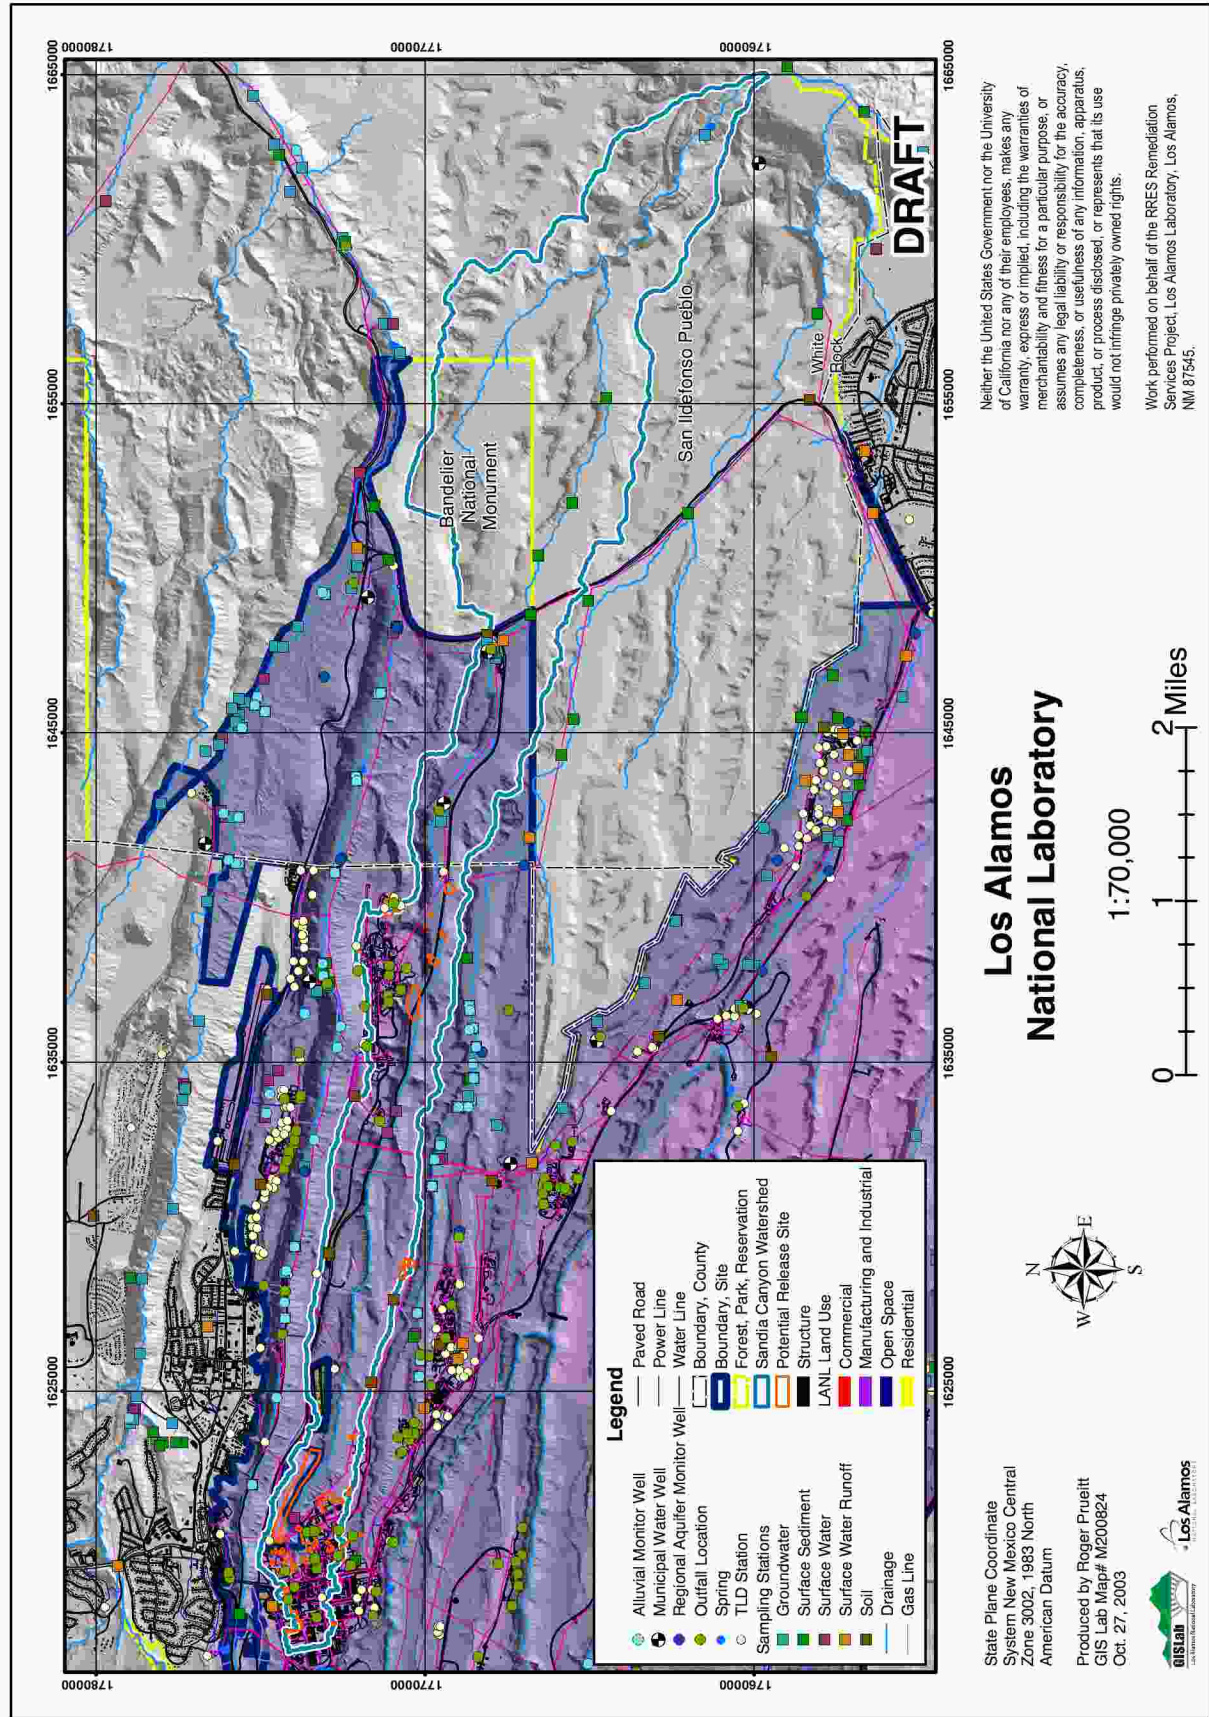 1625000
1635000
1645000
1655000
1665000
1780000
1770000
1760000
1780000
1770000
1760000
Bandelier
National
Monument
San Ildefonso Pueblo
White
Rock
DRAFT
Legend
Alluvial Monitor Well
Municipal Water Well
Regional Aquifer Monitor Well
Outfall Location
Spring
TLD Station
Sampling Stations
Groundwater
Surface Sediment
Surface Water
Surface Water Runoff
Soil
Drainage
Gas Line
Paved Road
Power Line
Water Line
Boundary, County
Boundary, Site
Forest, Park, Reservation
Sandia Canyon Watershed
Potential Release Site
Structure
LANL Land Use
Commercial
Manufacturing and Industrial
Open Space
Residential
State Plane Coordinate
System New Mexico Central
Zone 3002, 1983 North
American Datum
Produced by Roger Prueitt
GIS Lab Map# M200824
Oct. 27, 2003
GISLab
Los Alamos National Laboratory
Los Alamos
NATIONAL LABORATORY
N
W
E
S
Los Alamos
National Laboratory
1:70,000
0
1
2
Miles
Neither the United States Government nor the University
of California nor any of their employees, makes any
warranty, express or implied, including the warranties of
merchantability and fitness for a particular purpose, or
assumes any legal liability or responsibility for the accuracy,
completeness, or usefulness of any information, apparatus,
product, or process disclosed, or represents that its use
would not infringe privately owned rights.
Work performed on behalf of the RRES Remediation
Services Project, Los Alamos Laboratory, Los Alamos,
NM 87545.